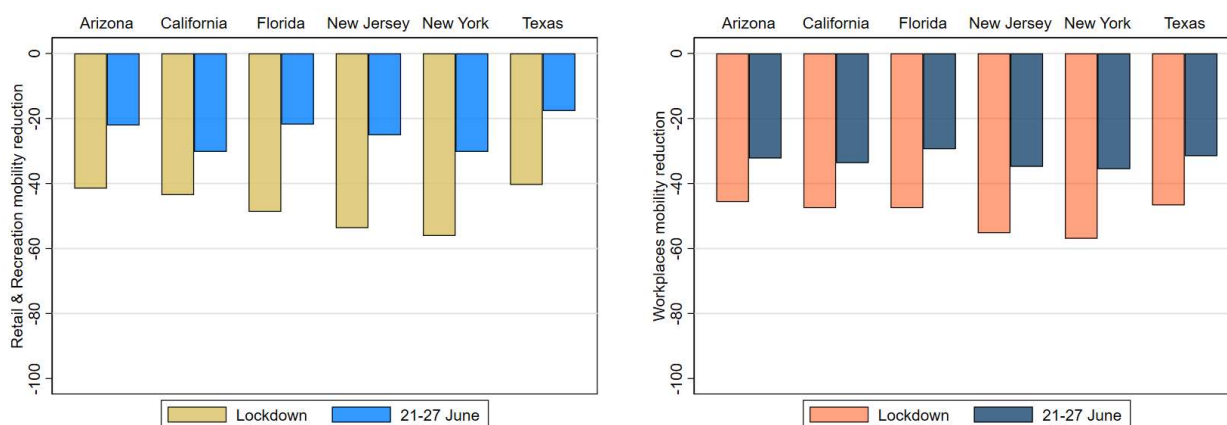 Arizona California Florida New Jersey New York Texas
0
-20
-40
-60
-80
-100
Retail & Recreation mobility reduction
Lockdown 21-27 June
Arizona California Florida New Jersey New York Texas
0
-20
-40
-60
-80
-100
Workplaces mobility reduction
Lockdown 21-27 June